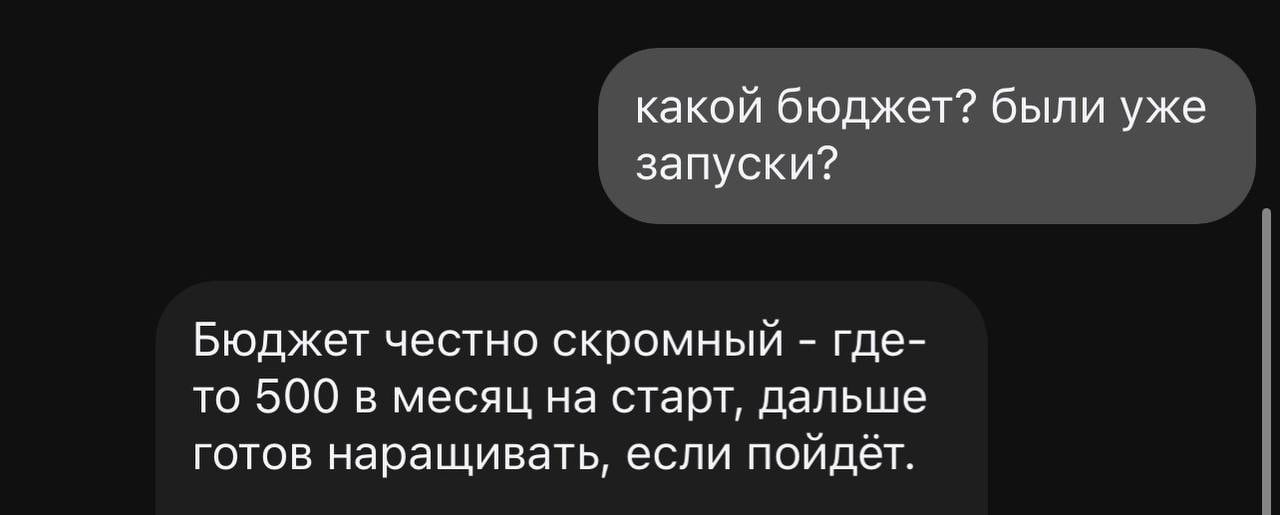 какой бюджет? были уже
запуски?
Бюджет честно скромный - где-
то 500 в месяц на старт, дальше
готов наращивать, если пойдёт.